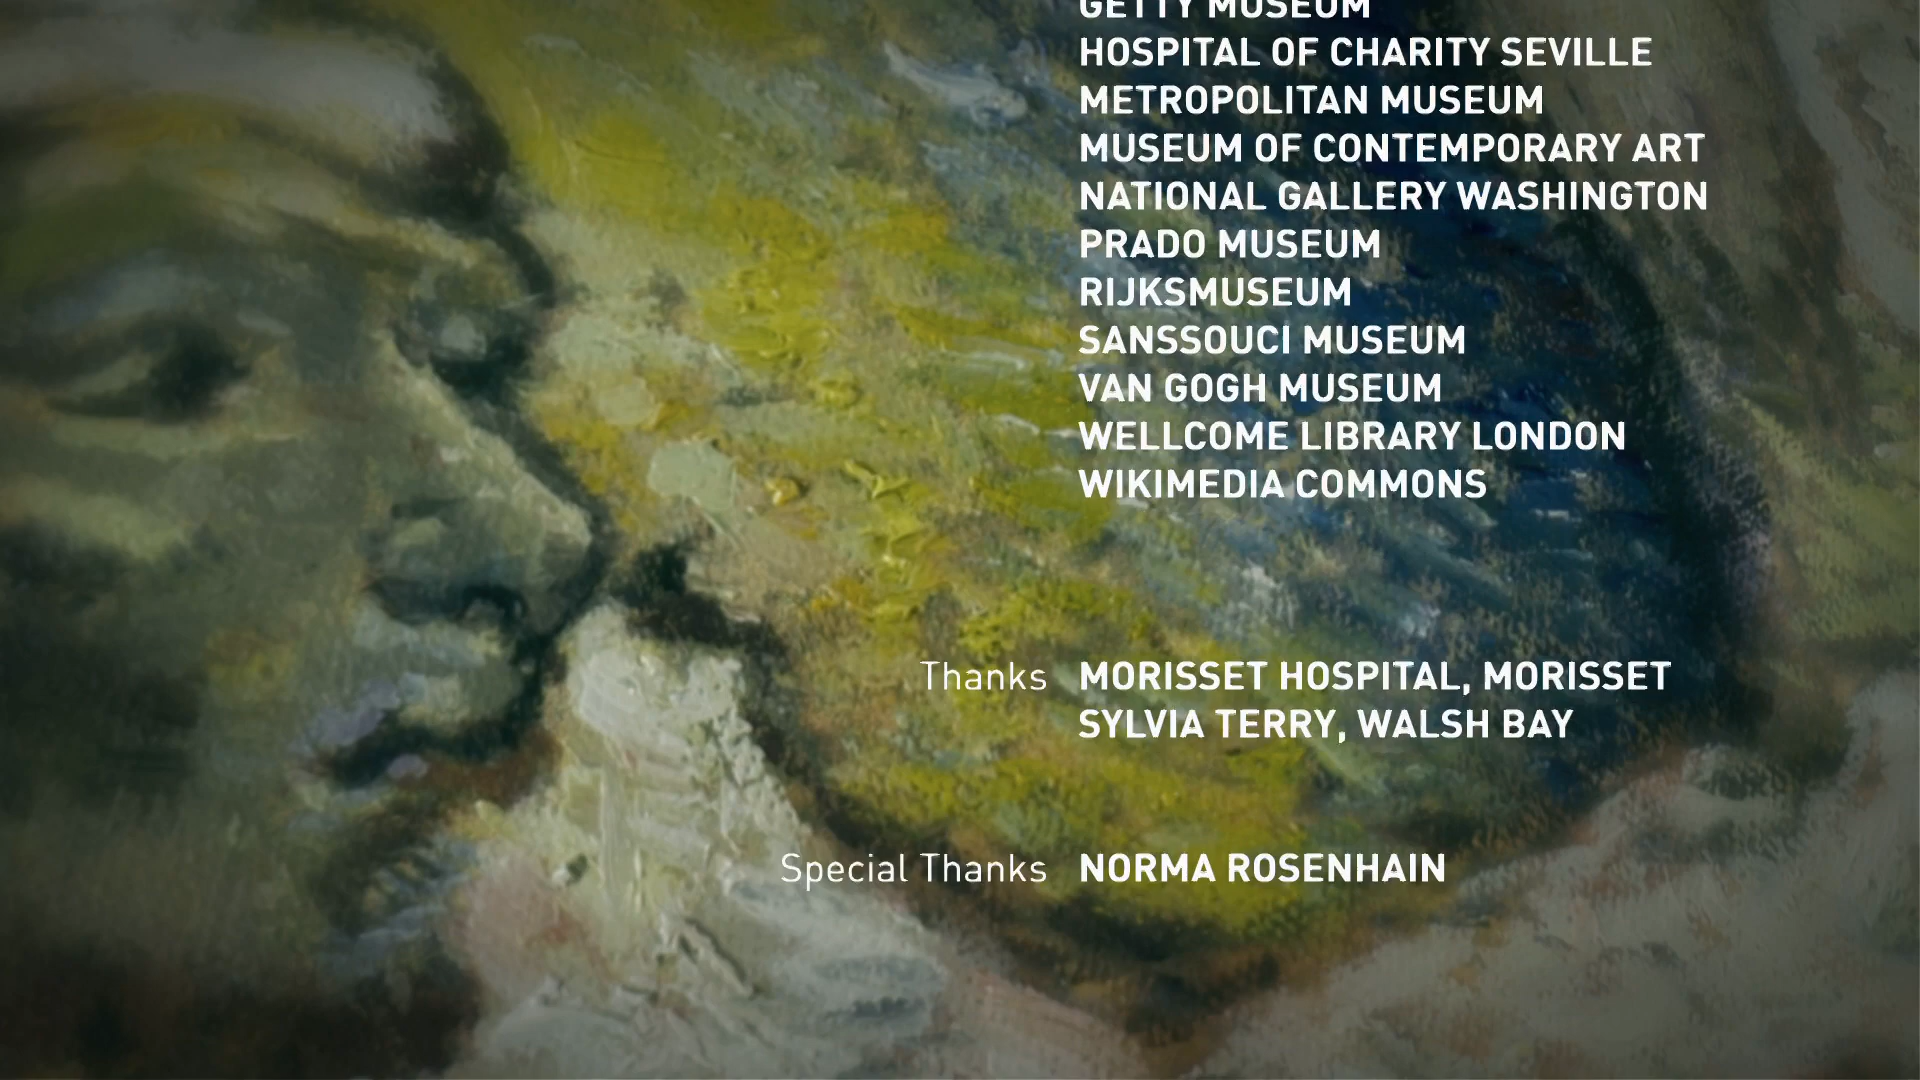 GETTY MUSEUM
HOSPITAL OF CHARITY SEVILLE
METROPOLITAN MUSEUM
MUSEUM OF CONTEMPORARY ART
NATIONAL GALLERY WASHINGTON
PRADO MUSEUM
RIJKSMUSEUM
SANSSOUCI MUSEUM
VAN GOGH MUSEUM
WELLCOME LIBRARY LONDON
WIKIMEDIA COMMONS
Thanks MORISSET HOSPITAL, MORISSET
SYLVIA TERRY, WALSH BAY
Special Thanks NORMA ROSENHAIN